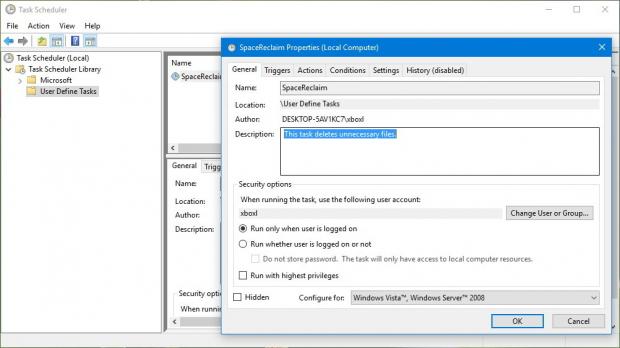 Task Scheduler
File Action View Help
Task Scheduler (Local)
Task Scheduler Library
Microsoft
User Define Tasks
Name
SpaceReclaim
General Trigg
Name:
Location:
Author:
Description:
Security optio
When runnin
SpaceReclaim Properties (Local Computer)
General Triggers Actions Conditions Settings History (disabled)
Name: SpaceReclaim
Location: \User Define Tasks
Author: DESKTOP-5AV1KC7\xboxl
Description: This task deletes unnecessary files.
Security options
When running the task, use the following user account:
xboxl Change User or Group...
Run only when user is logged on
Run whether user is logged on or not
Do not store password. The task will only have access to local computer resources.
Run with highest privileges
Hidden Configure for: Windows Vista™, Windows Server™ 2008
OK Cancel